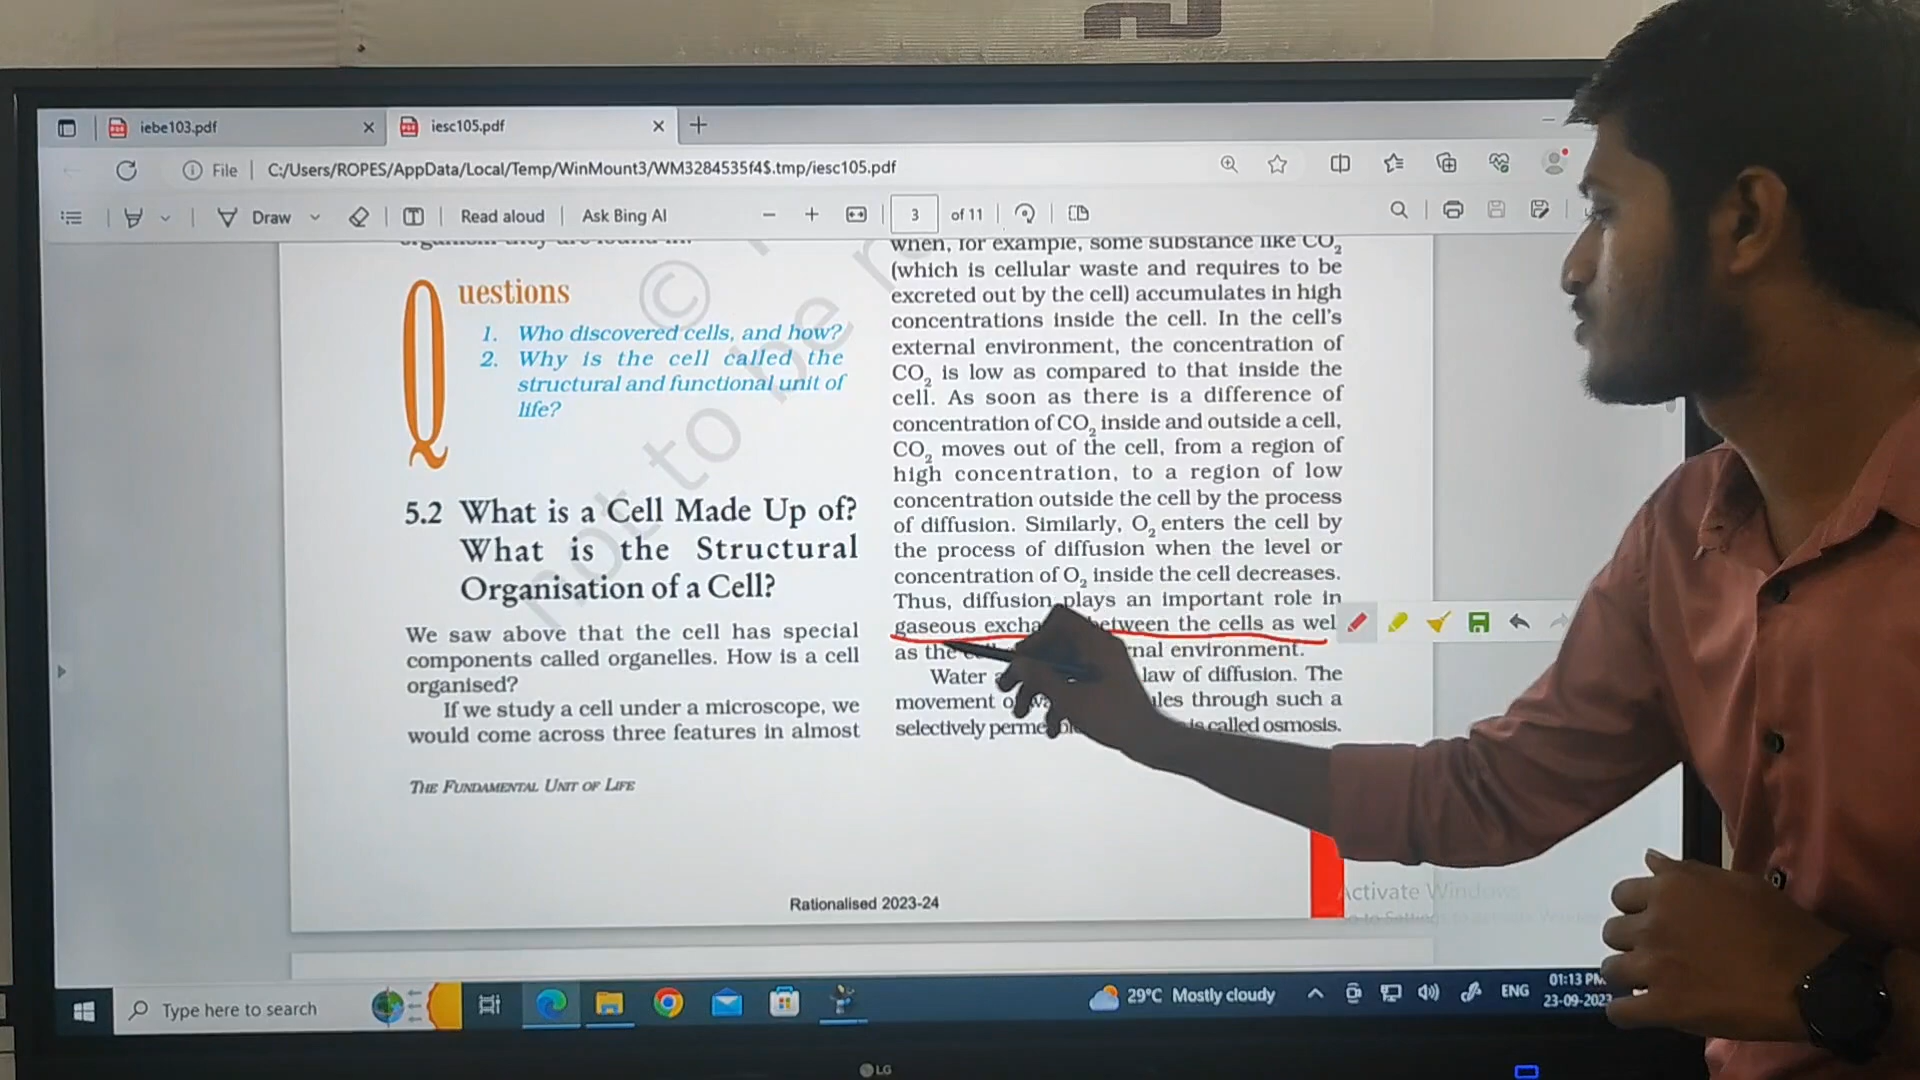 iebe103.pdf
iesc105.pdf
File
C:/Users/ROPES/AppData/Local/Temp/WinMount3/WM3284535f4$.tmp/iesc105.pdf
Draw
Read aloud
Ask Bing AI
3
of 11
organism they are found in.
Questions
1. Who discovered cells, and how?
2. Why is the cell called the
structural and functional unit of
life?
5.2 What is a Cell Made Up of?
What is the Structural
Organisation of a Cell?
We saw above that the cell has special
components called organelles. How is a cell
organised?
If we study a cell under a microscope, we
would come across three features in almost
THE FUNDAMENTAL UNIT OF LIFE
when, for example, some substance like CO2
(which is cellular waste and requires to be
excreted out by the cell) accumulates in high
concentrations inside the cell. In the cell's
external environment, the concentration of
CO2 is low as compared to that inside the
cell. As soon as there is a difference of
concentration of CO2 inside and outside a cell,
CO2 moves out of the cell, from a region of
high concentration, to a region of low
concentration outside the cell by the process
of diffusion. Similarly, O2 enters the cell by
the process of diffusion when the level or
concentration of O2 inside the cell decreases.
Thus, diffusion plays an important role in
gaseous between the cells as wel
as the environment.
Water law of diffusion. The
movement through such a
selectively is called osmosis.
© not to be
Rationalised 2023-24
Activate Windows
Type here to search
29°C Mostly cloudy
ENG
01:13 PM
23-09-2023
LG